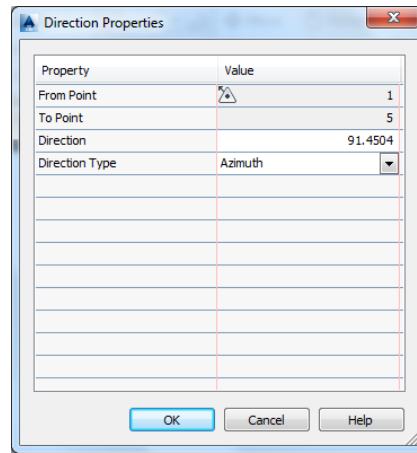 Direction Properties
Property Value
From Point 1
To Point 5
Direction 91.4504
Direction Type Azimuth
OK Cancel Help